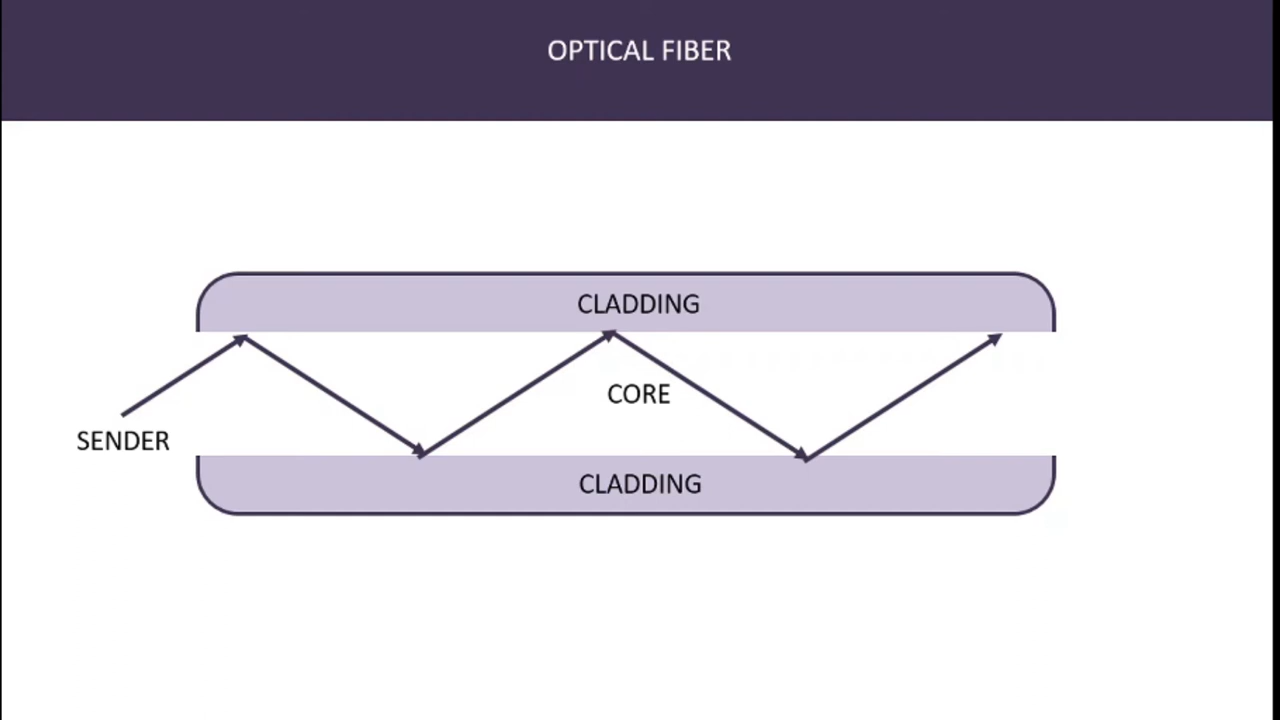 OPTICAL FIBER
CLADDING
CORE
SENDER
CLADDING